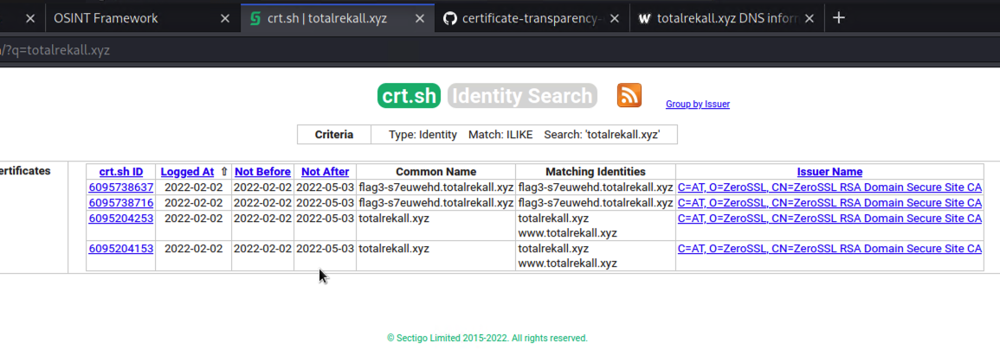 OSINT Framework crt.sh | totalrekall.xyz certificate-transparency- totalrekall.xyz DNS infor
/?q=totalrekall.xyz
crt.sh Identity Search Group by Issuer
Criteria Type: Identity Match: ILIKE Search: 'totalrekall.xyz'
ertificates crt.sh ID Logged At ⇧ Not Before Not After Common Name Matching Identities Issuer Name
6095738637 2022-02-02 2022-02-02 2022-05-03 flag3-s7euwehd.totalrekall.xyz flag3-s7euwehd.totalrekall.xyz C=AT, O=ZeroSSL, CN=ZeroSSL RSA Domain Secure Site CA
6095738716 2022-02-02 2022-02-02 2022-05-03 flag3-s7euwehd.totalrekall.xyz flag3-s7euwehd.totalrekall.xyz C=AT, O=ZeroSSL, CN=ZeroSSL RSA Domain Secure Site CA
6095204253 2022-02-02 2022-02-02 2022-05-03 totalrekall.xyz totalrekall.xyz C=AT, O=ZeroSSL, CN=ZeroSSL RSA Domain Secure Site CA
www.totalrekall.xyz
6095204153 2022-02-02 2022-02-02 2022-05-03 totalrekall.xyz totalrekall.xyz C=AT, O=ZeroSSL, CN=ZeroSSL RSA Domain Secure Site CA
www.totalrekall.xyz
© Sectigo Limited 2015-2022. All rights reserved.